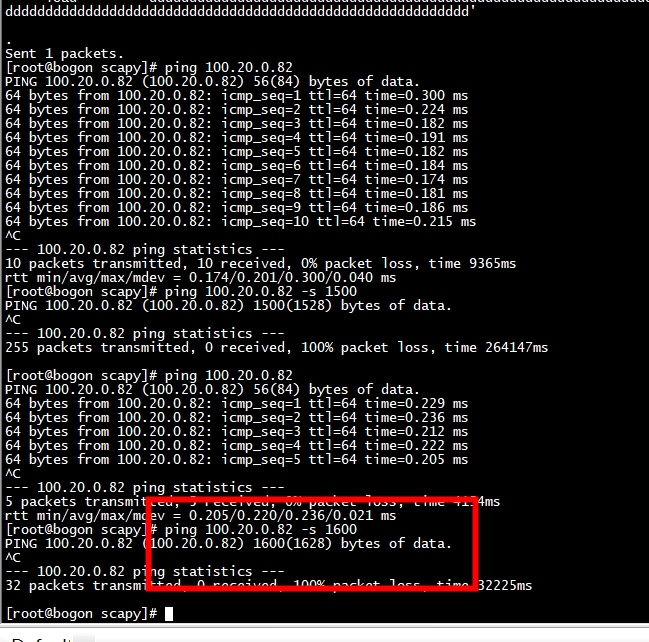 dddddddddddddddddddddddddddddddddddddddddddddddddddddddddd'
.
Sent 1 packets.
[root@bogon scapy]# ping 100.20.0.82
PING 100.20.0.82 (100.20.0.82) 56(84) bytes of data.
64 bytes from 100.20.0.82: icmp_seq=1 ttl=64 time=0.300 ms
64 bytes from 100.20.0.82: icmp_seq=2 ttl=64 time=0.224 ms
64 bytes from 100.20.0.82: icmp_seq=3 ttl=64 time=0.182 ms
64 bytes from 100.20.0.82: icmp_seq=4 ttl=64 time=0.191 ms
64 bytes from 100.20.0.82: icmp_seq=5 ttl=64 time=0.182 ms
64 bytes from 100.20.0.82: icmp_seq=6 ttl=64 time=0.184 ms
64 bytes from 100.20.0.82: icmp_seq=7 ttl=64 time=0.174 ms
64 bytes from 100.20.0.82: icmp_seq=8 ttl=64 time=0.181 ms
64 bytes from 100.20.0.82: icmp_seq=9 ttl=64 time=0.186 ms
64 bytes from 100.20.0.82: icmp_seq=10 ttl=64 time=0.215 ms
^C
--- 100.20.0.82 ping statistics ---
10 packets transmitted, 10 received, 0% packet loss, time 9365ms
rtt min/avg/max/mdev = 0.174/0.201/0.300/0.040 ms
[root@bogon scapy]# ping 100.20.0.82 -s 1500
PING 100.20.0.82 (100.20.0.82) 1500(1528) bytes of data.
^C
--- 100.20.0.82 ping statistics ---
255 packets transmitted, 0 received, 100% packet loss, time 264147ms
[root@bogon scapy]# ping 100.20.0.82
PING 100.20.0.82 (100.20.0.82) 56(84) bytes of data.
64 bytes from 100.20.0.82: icmp_seq=1 ttl=64 time=0.229 ms
64 bytes from 100.20.0.82: icmp_seq=2 ttl=64 time=0.236 ms
64 bytes from 100.20.0.82: icmp_seq=3 ttl=64 time=0.212 ms
64 bytes from 100.20.0.82: icmp_seq=4 ttl=64 time=0.222 ms
64 bytes from 100.20.0.82: icmp_seq=5 ttl=64 time=0.205 ms
^C
--- 100.20.0.82 ping statistics ---
5 packets transmitted, 5 received, 0% packet loss, time 4154ms
rtt min/avg/max/mdev = 0.205/0.220/0.236/0.021 ms
[root@bogon scapy]# ping 100.20.0.82 -s 1600
PING 100.20.0.82 (100.20.0.82) 1600(1628) bytes of data.
^C
--- 100.20.0.82 ping statistics ---
32 packets transmitted, 0 received, 100% packet loss, time 32225ms
[root@bogon scapy]#